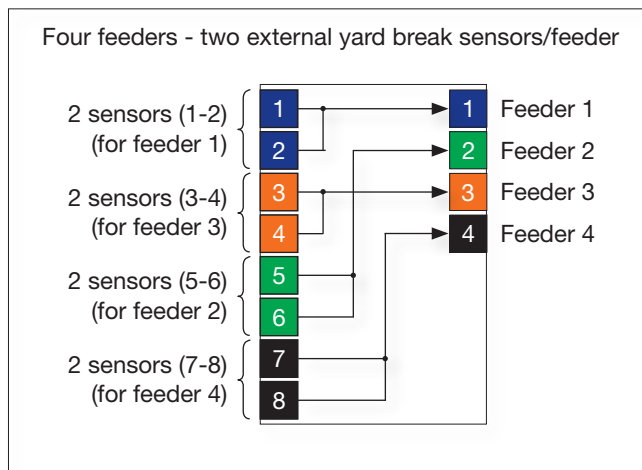 Four feeders - two external yard break sensors/feeder
2 sensors (1-2)
(for feeder 1)
2 sensors (3-4)
(for feeder 3)
2 sensors (5-6)
(for feeder 2)
2 sensors (7-8)
(for feeder 4)
1
2
3
4
5
6
7
8
1 Feeder 1
2 Feeder 2
3 Feeder 3
4 Feeder 4